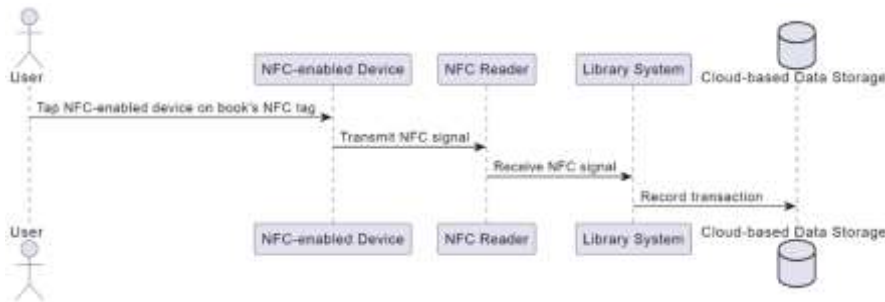 User
NFC-enabled Device
NFC Reader
Library System
Cloud-based Data Storage
Tap NFC-enabled device on book's NFC tag
Transmit NFC signal
Receive NFC signal
Record transaction
User
NFC-enabled Device
NFC Reader
Library System
Cloud-based Data Storage